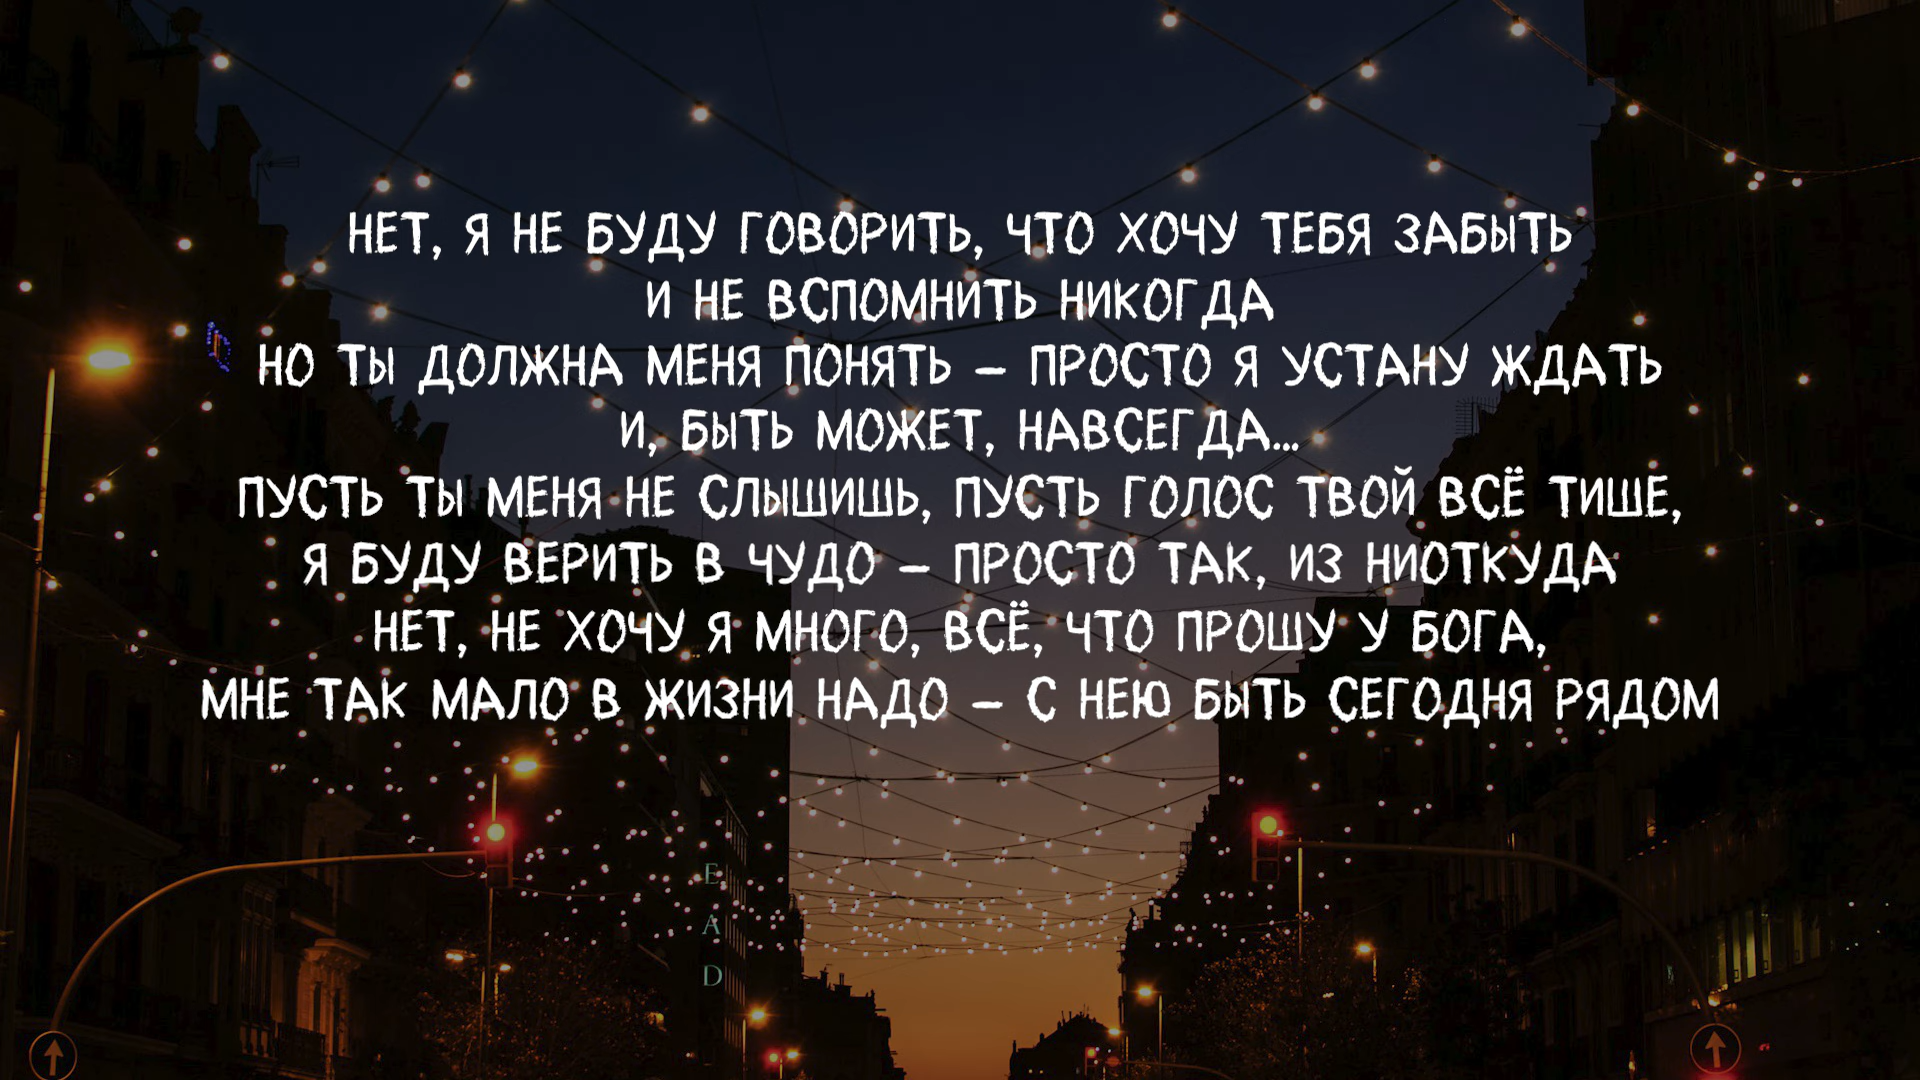 НЕТ, Я НЕ БУДУ ГОВОРИТЬ, ЧТО ХОЧУ ТЕБЯ ЗАБЫТЬ
И НЕ ВСПОМНИТЬ НИКОГДА
НО ТЫ ДОЛЖНА МЕНЯ ПОНЯТЬ – ПРОСТО Я УСТАНУ ЖДАТЬ
И, БЫТЬ МОЖЕТ, НАВСЕГДА...
ПУСТЬ ТЫ МЕНЯ НЕ СЛЫШИШЬ, ПУСТЬ ГОЛОС ТВОЙ ВСЁ ТИШЕ,
Я БУДУ ВЕРИТЬ В ЧУДО – ПРОСТО ТАК, ИЗ НИОТКУДА
НЕТ, НЕ ХОЧУ Я МНОГО, ВСЁ, ЧТО ПРОШУ У БОГА,
МНЕ ТАК МАЛО В ЖИЗНИ НАДО – С НЕЮ БЫТЬ СЕГОДНЯ РЯДОМ
E
A
D